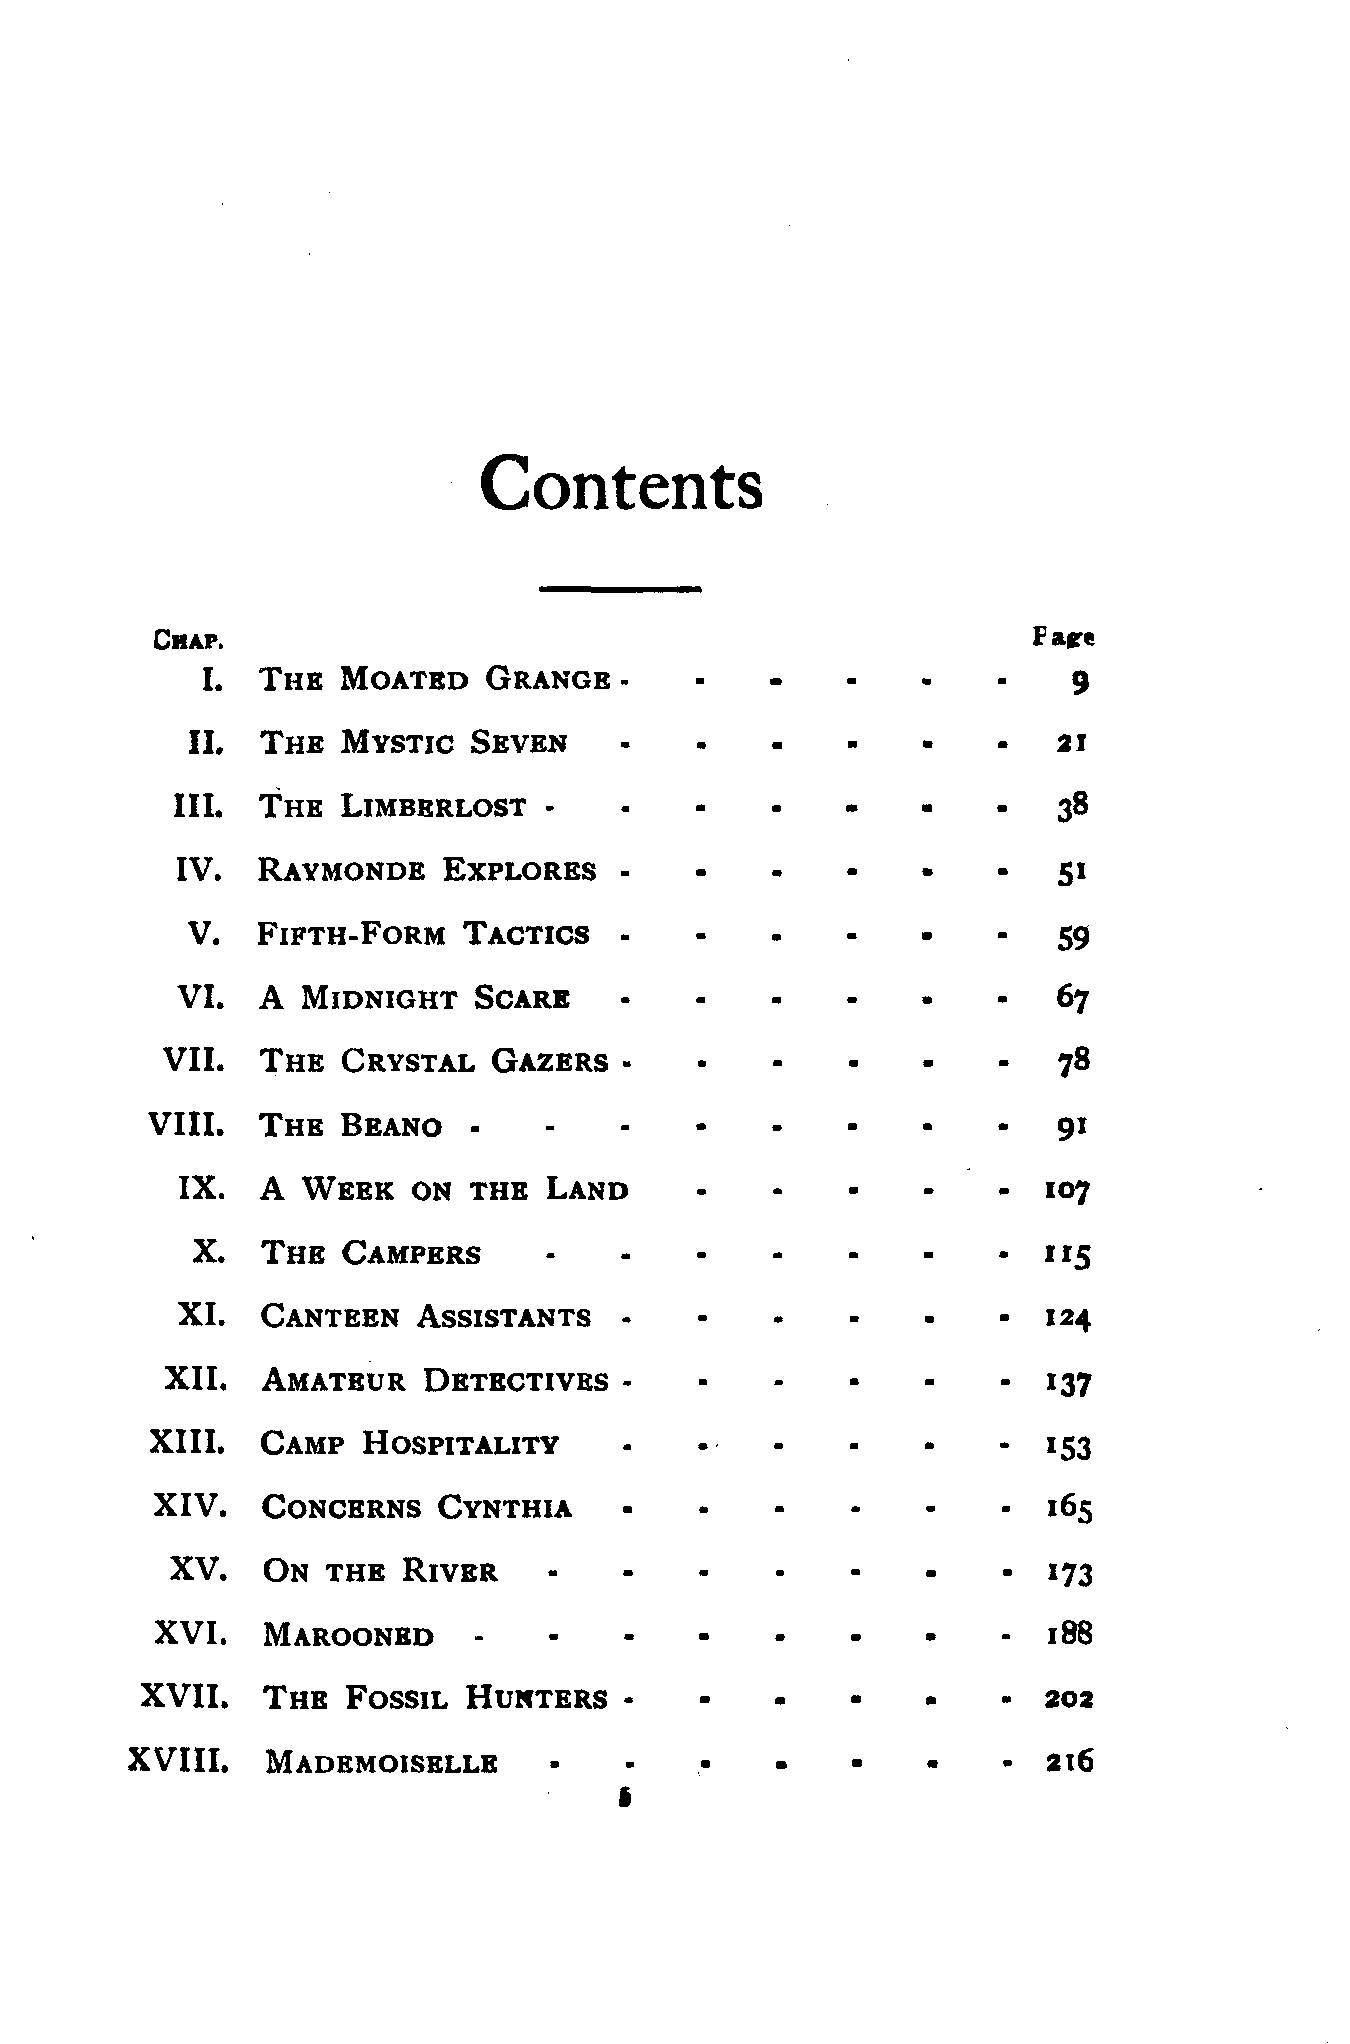 Contents
CHAP. Page
I. THE MOATED GRANGE - - - - - - 9
II. THE MYSTIC SEVEN - - - - - - 21
III. THE LIMBERLOST - - - - - - - 38
IV. RAYMONDE EXPLORES - - - - - - 51
V. FIFTH-FORM TACTICS - - - - - - 59
VI. A MIDNIGHT SCARE - - - - - - 67
VII. THE CRYSTAL GAZERS - - - - - - 78
VIII. THE BEANO - - - - - - - - 91
IX. A WEEK ON THE LAND - - - - - 107
X. THE CAMPERS - - - - - - - 115
XI. CANTEEN ASSISTANTS - - - - - - 124
XII. AMATEUR DETECTIVES - - - - - - 137
XIII. CAMP HOSPITALITY - - - - - - 153
XIV. CONCERNS CYNTHIA - - - - - - 165
XV. ON THE RIVER - - - - - - - 173
XVI. MAROONED - - - - - - - - 188
XVII. THE FOSSIL HUNTERS - - - - - - 202
XVIII. MADEMOISELLE - - - - - - - 216
5